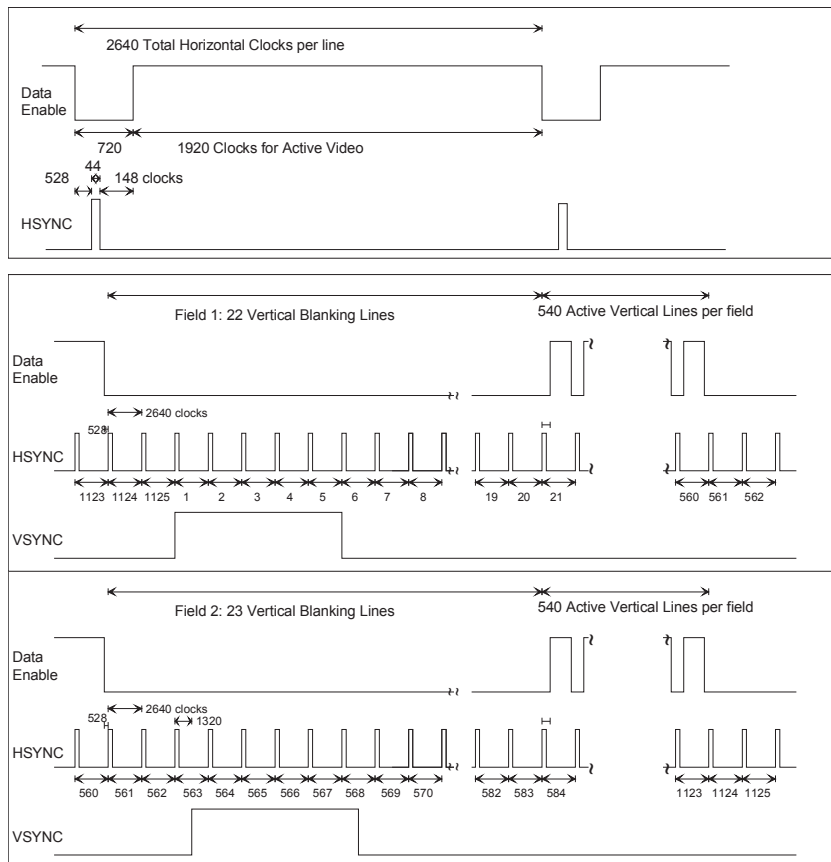 2640 Total Horizontal Clocks per line
Data
Enable
720 1920 Clocks for Active Video
44
528 148 clocks
HSYNC
Field 1: 22 Vertical Blanking Lines 540 Active Vertical Lines per field
Data
Enable
528 2640 clocks
HSYNC
1123 1124 1125 1 2 3 4 5 6 7 8 19 20 21 560 561 562
VSYNC
Field 2: 23 Vertical Blanking Lines 540 Active Vertical Lines per field
Data
Enable
528 2640 clocks 1320
HSYNC
560 561 562 563 564 565 566 567 568 569 570 582 583 584 1123 1124 1125
VSYNC